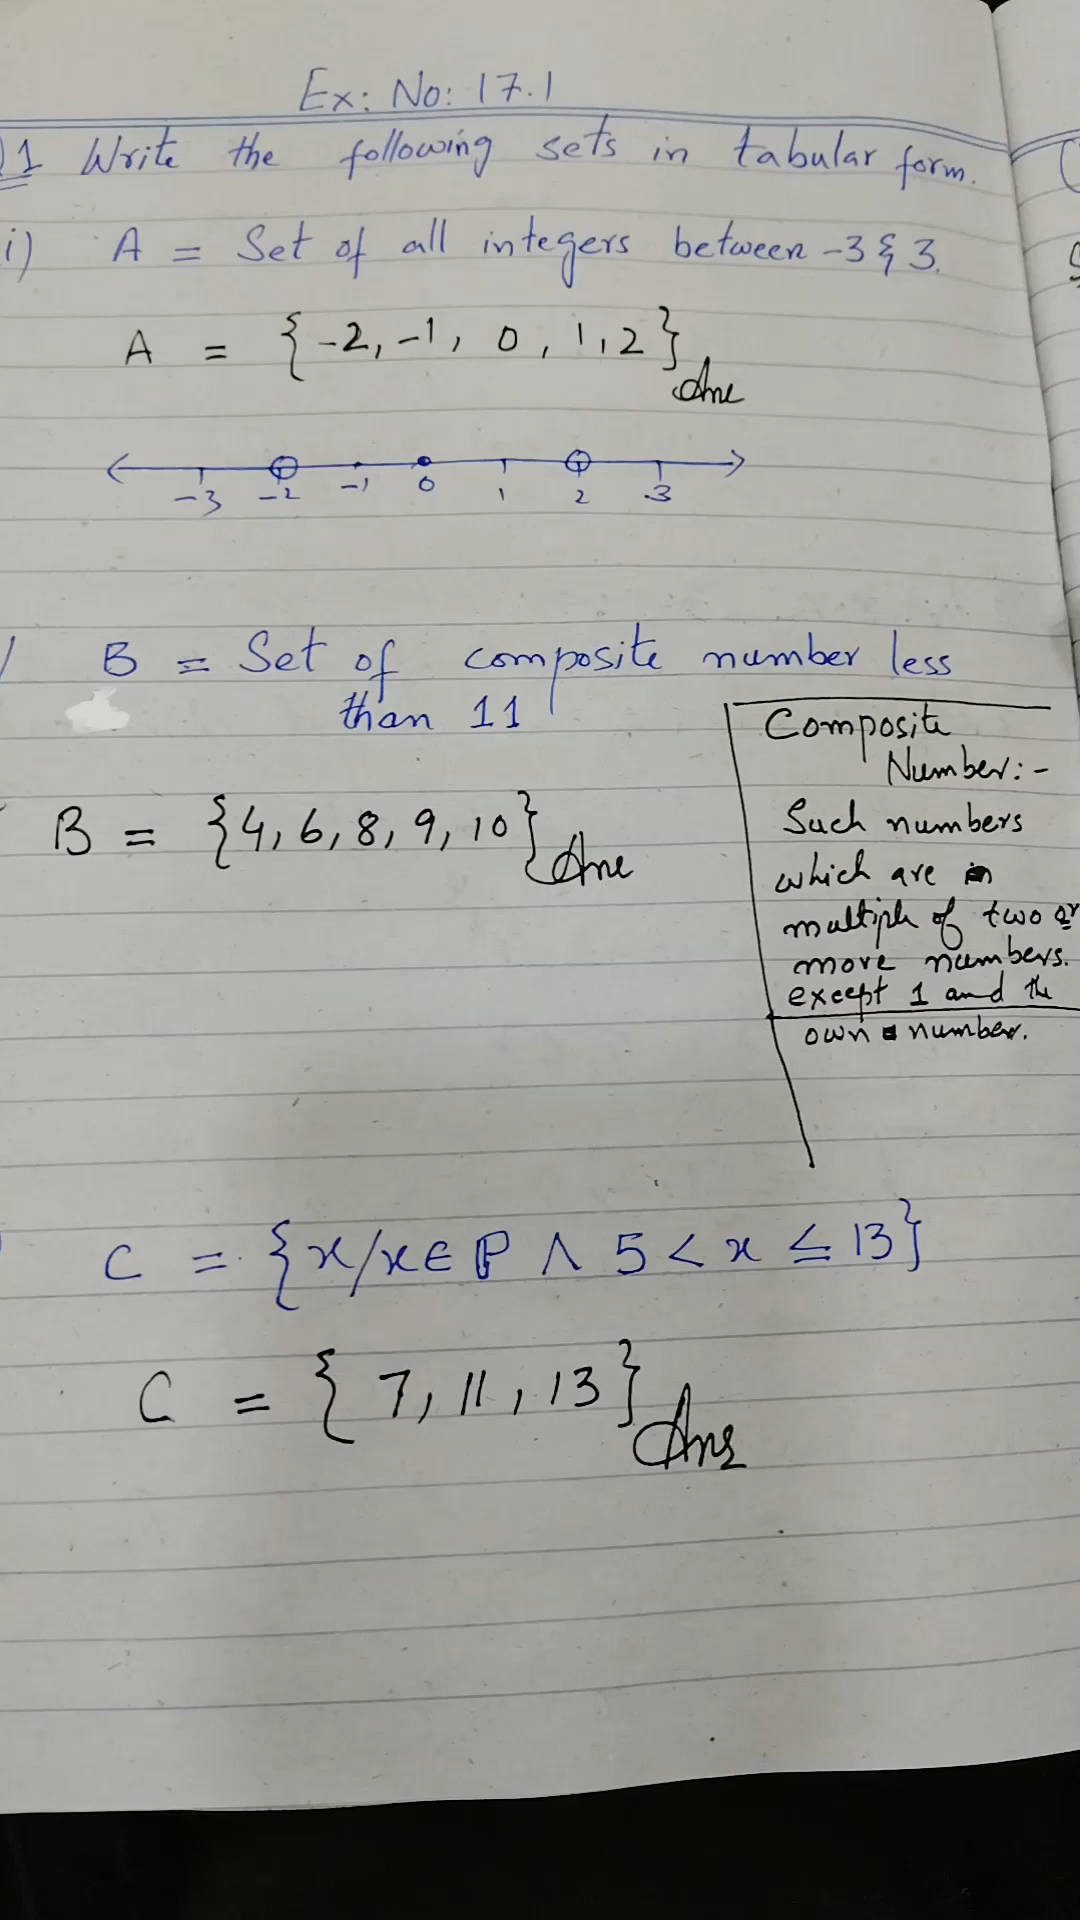 Ex: No: 17.1
Q1 Write the following sets in tabular form.
i) A = Set of all integers between -3 & 3.
A = {-2, -1, 0, 1, 2} Ans
-3 -2 -1 0 1 2 3
B = Set of composite number less
than 11
Composite
Number:-
Such numbers
which are in
multiple of two or
more numbers.
except 1 and the
own number.
B = {4, 6, 8, 9, 10} Ans
C = {x/x∈P ∧ 5 < x ≤ 13}
C = {7, 11, 13} Ans